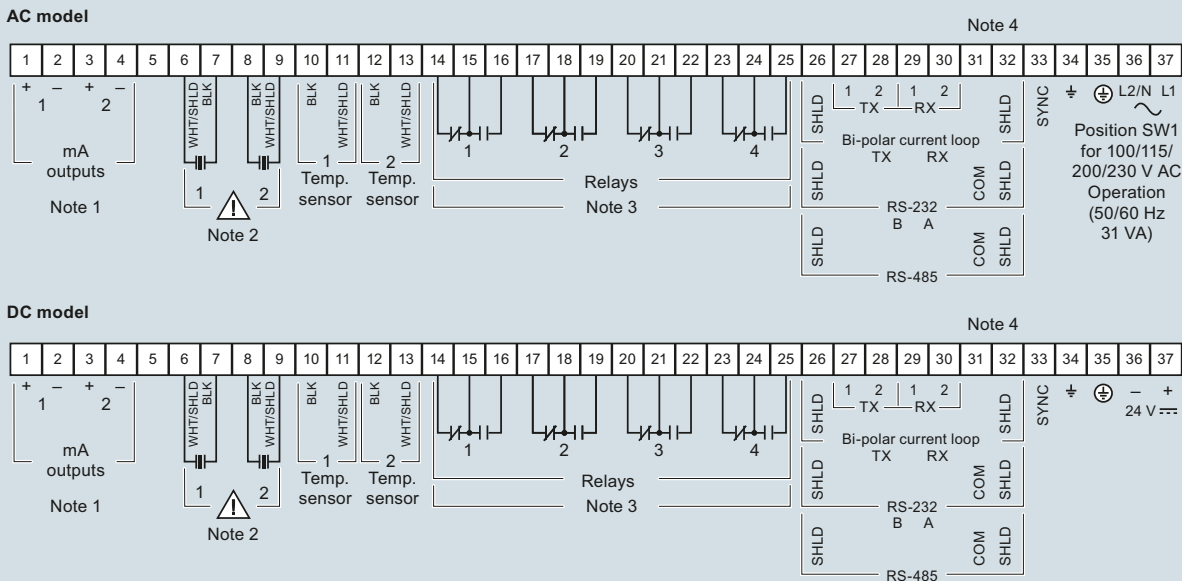 AC model
Note 4
1 2 3 4 5 6 7 8 9 10 11 12 13 14 15 16 17 18 19 20 21 22 23 24 25 26 27 28 29 30 31 32 33 34 35 36 37
+ – + – WHT/SHLD BLK BLK WHT/SHLD BLK WHT/SHLD BLK WHT/SHLD SHLD 1 2 1 2 SHLD SYNC L2/N L1
1 2 TX RX
mA outputs
Note 1
1 2
Note 2
1
Temp. sensor
2
Temp. sensor
1 2 3 4
Relays
Note 3
Bi-polar current loop
SHLD TX RX COM SHLD
RS-232
SHLD B A COM SHLD
RS-485
Position SW1
for 100/115/
200/230 V AC
Operation
(50/60 Hz
31 VA)
DC model
Note 4
1 2 3 4 5 6 7 8 9 10 11 12 13 14 15 16 17 18 19 20 21 22 23 24 25 26 27 28 29 30 31 32 33 34 35 36 37
+ – + – WHT/SHLD BLK BLK WHT/SHLD BLK WHT/SHLD BLK WHT/SHLD SHLD 1 2 1 2 SHLD SYNC – +
1 2 TX RX 24 V
mA outputs
Note 1
1 2
Note 2
1
Temp. sensor
2
Temp. sensor
1 2 3 4
Relays
Note 3
Bi-polar current loop
SHLD TX RX COM SHLD
RS-232
SHLD B A COM SHLD
RS-485